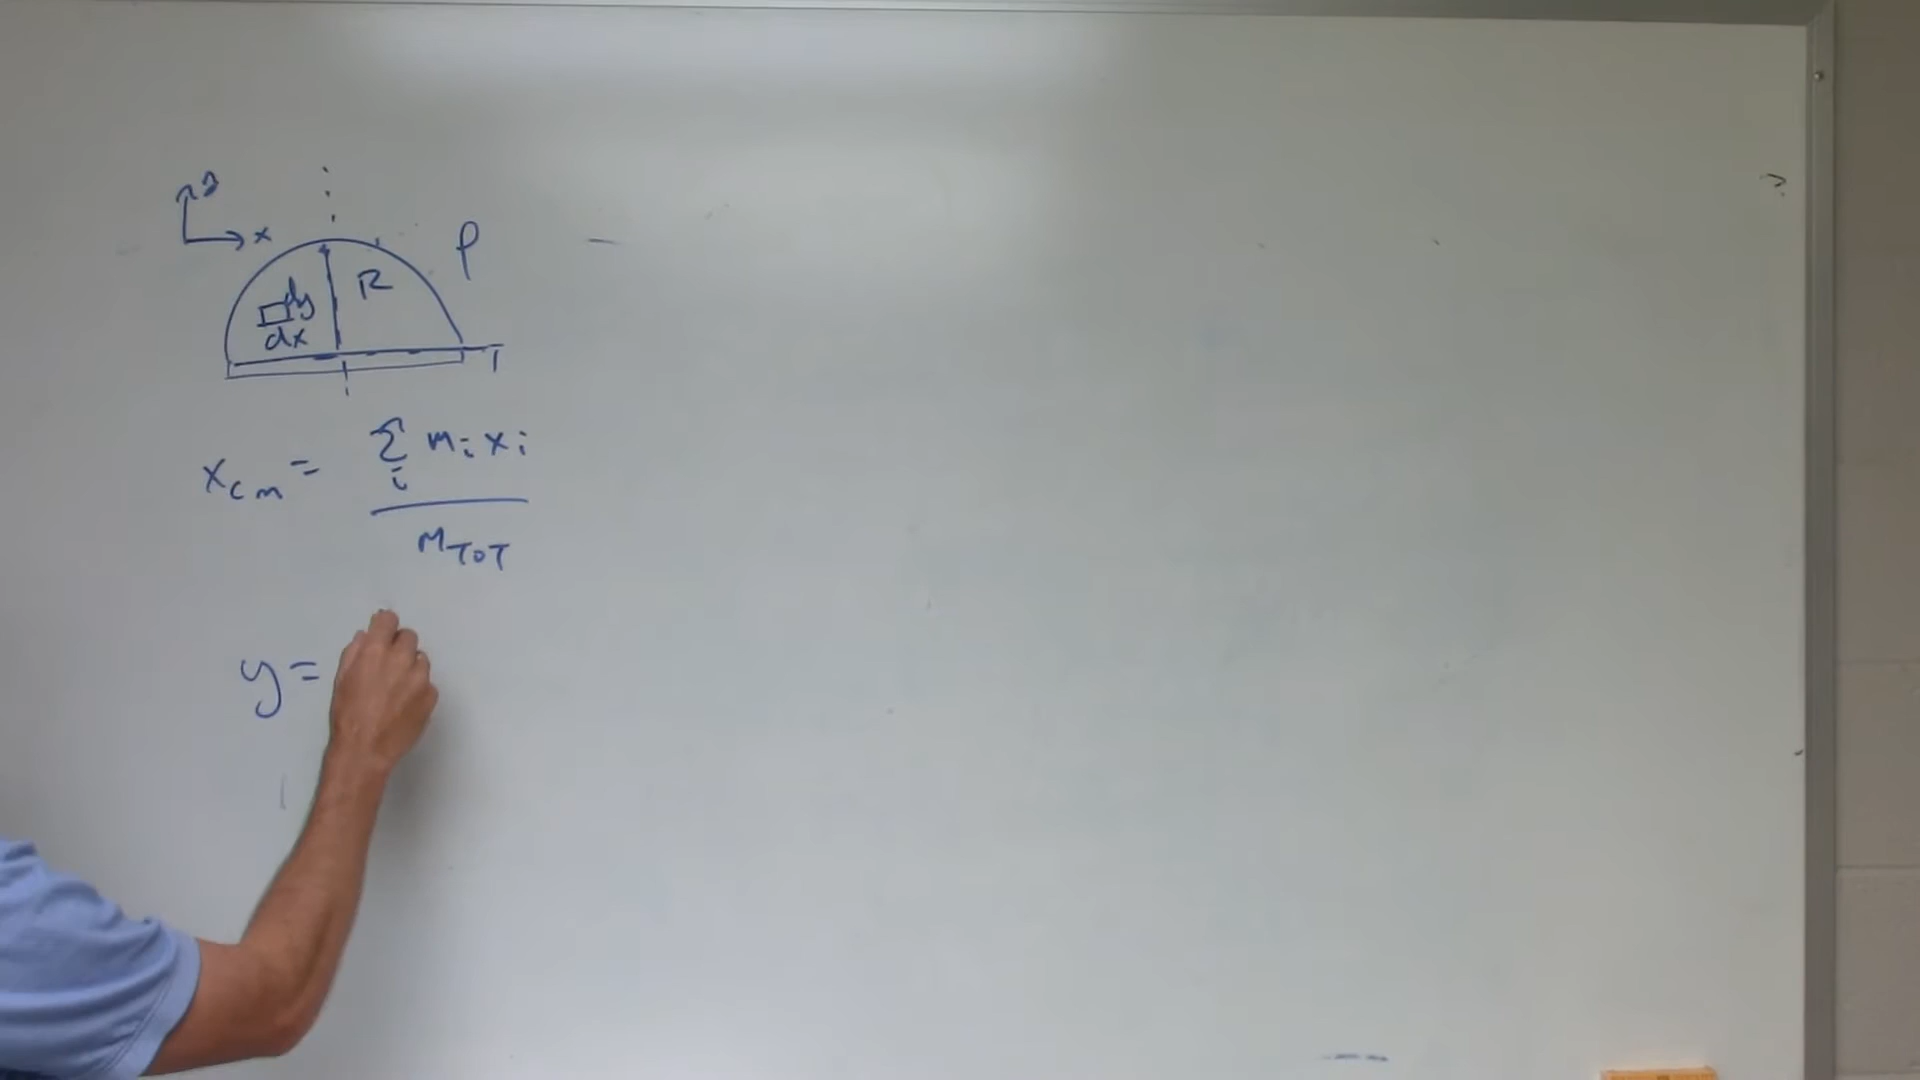 x
ρ
R
dy
dx
T
x_cm = Σ_i m_i x_i / M_TOT
y =